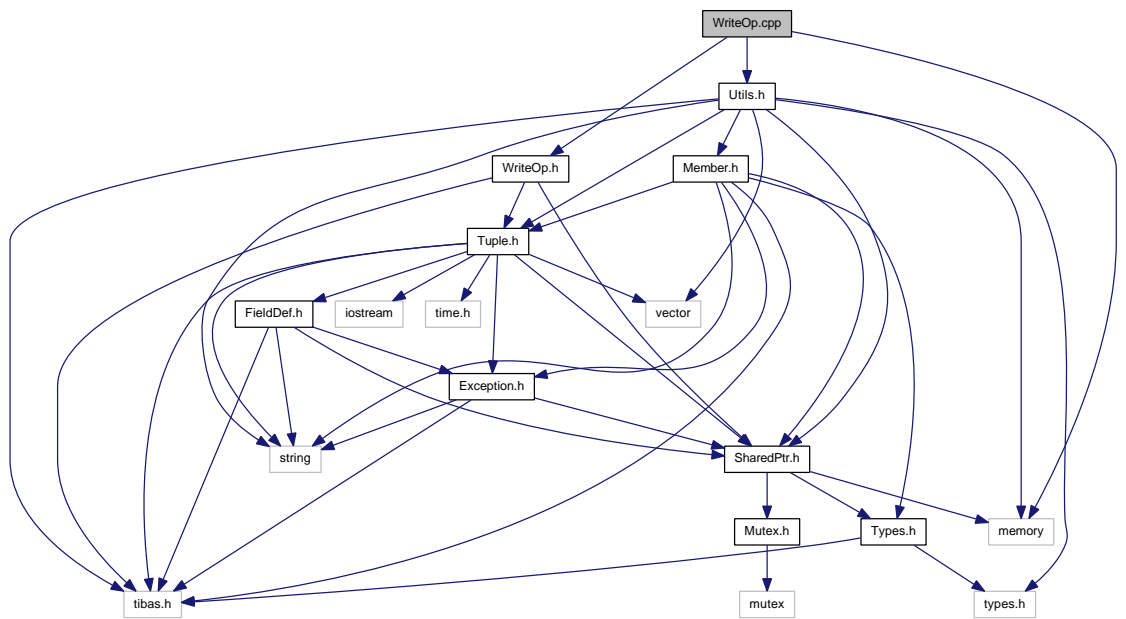 WriteOp.cpp
Utils.h
WriteOp.h
Member.h
Tuple.h
FieldDef.h
iostream
time.h
vector
Exception.h
string
SharedPtr.h
Mutex.h
Types.h
memory
tibas.h
mutex
types.h